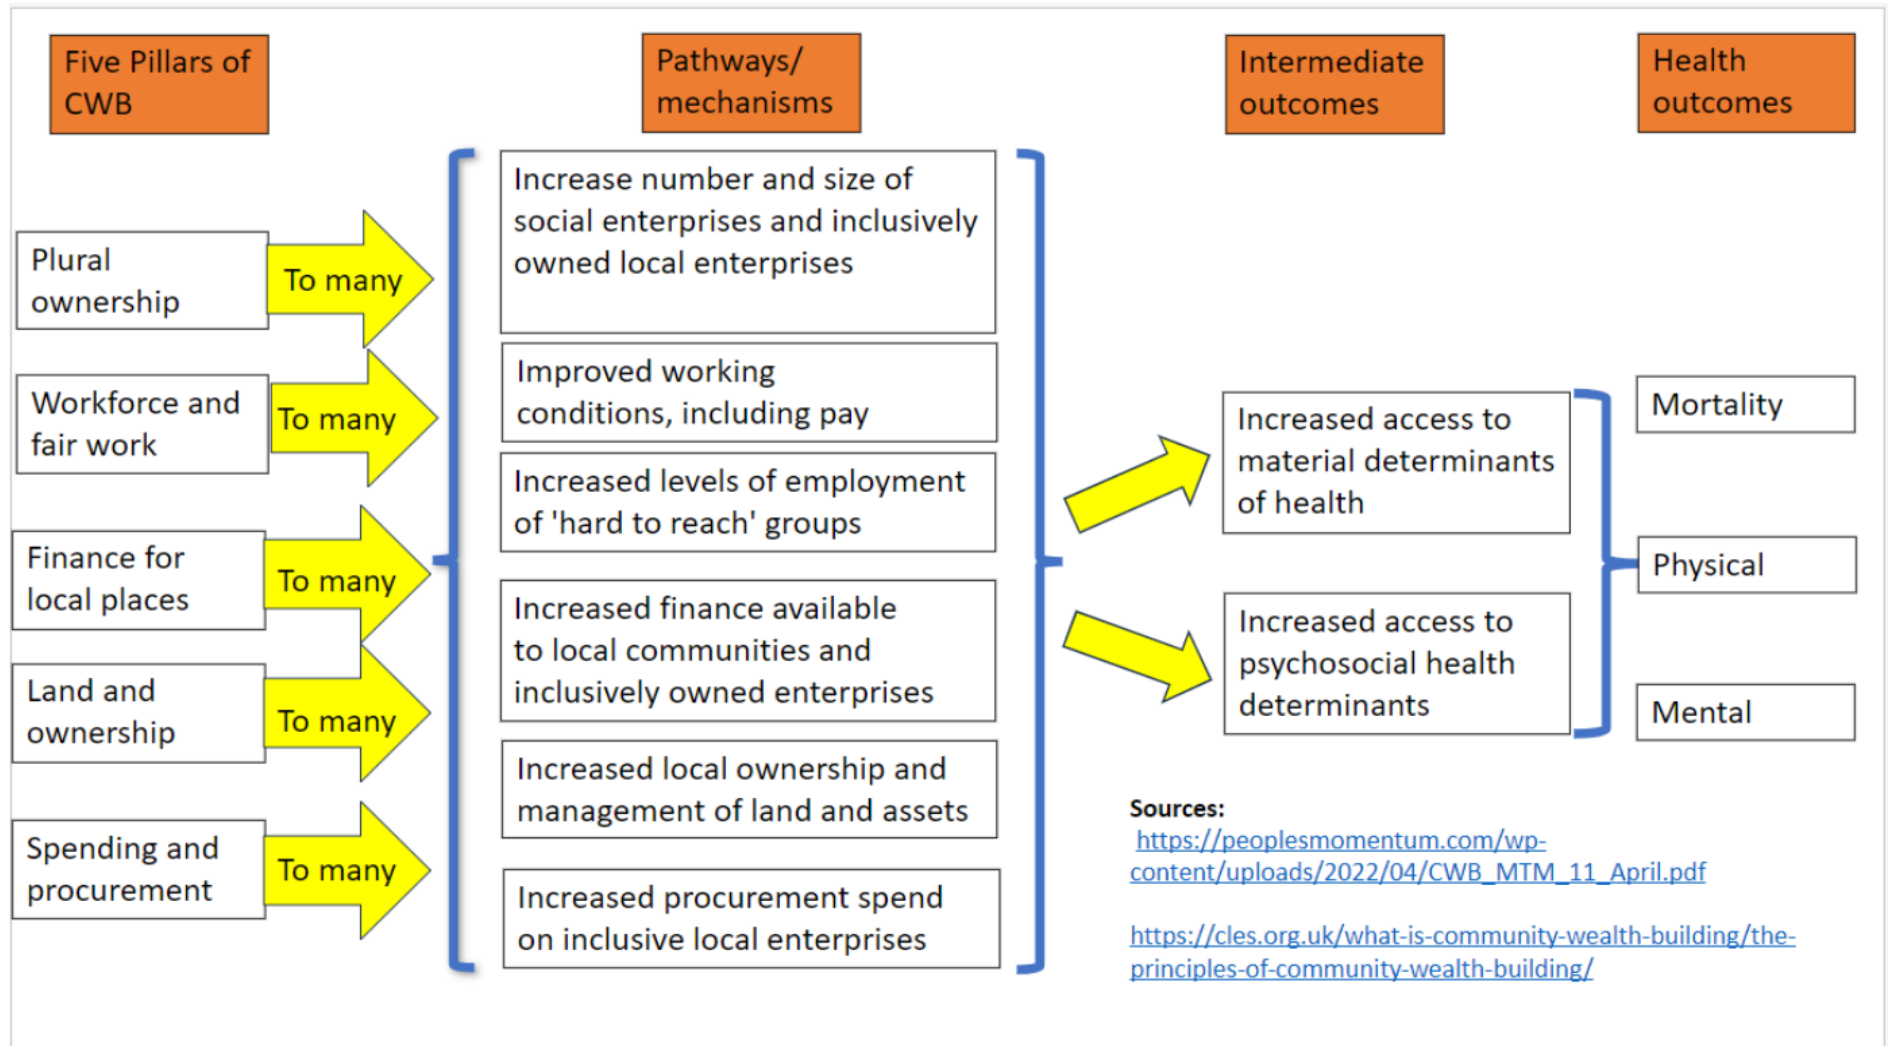 Five Pillars of
CWB
Pathways/
mechanisms
Intermediate
outcomes
Health
outcomes
Plural
ownership
To many
Workforce and
fair work
To many
Finance for
local places
To many
Land and
ownership
To many
Spending and
procurement
To many
Increase number and size of
social enterprises and inclusively
owned local enterprises
Improved working
conditions, including pay
Increased levels of employment
of 'hard to reach' groups
Increased finance available
to local communities and
inclusively owned enterprises
Increased local ownership and
management of land and assets
Increased procurement spend
on inclusive local enterprises
Increased access to
material determinants
of health
Increased access to
psychosocial health
determinants
Mortality
Physical
Mental
Sources:
https://peoplesmomentum.com/wp-
content/uploads/2022/04/CWB_MTM_11_April.pdf
https://cles.org.uk/what-is-community-wealth-building/the-
principles-of-community-wealth-building/